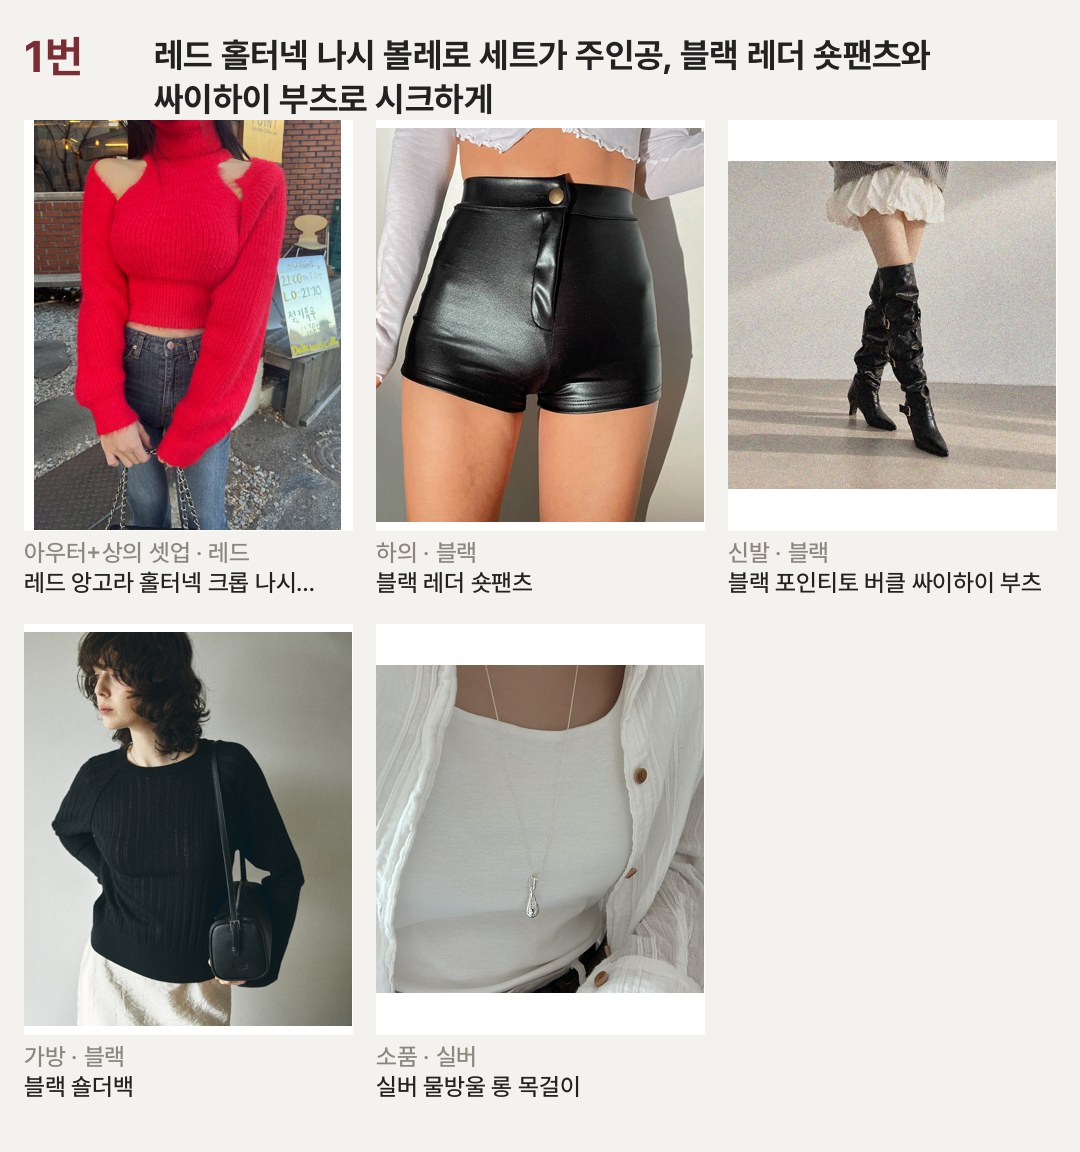 1번
레드 홀터넥 나시 볼레로 세트가 주인공, 블랙 레더 숏팬츠와
싸이하이 부츠로 시크하게
POINT
21:00
L.O: 21:10
아우터+상의 셋업 · 레드
레드 앙고라 홀터넥 크롭 나시...
하의 · 블랙
블랙 레더 숏팬츠
신발 · 블랙
블랙 포인티토 버클 싸이하이 부츠
가방 · 블랙
블랙 숄더백
소품 · 실버
실버 물방울 롱 목걸이